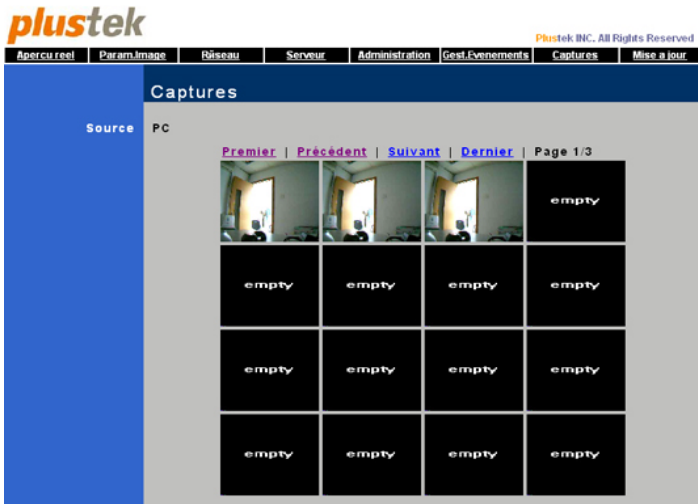 plustek
Plustek INC. All Rights Reserved
Apercu reel Param.Image Rüseau Serveur Administration Gest.Evenements Captures Mise a jour
Captures
Source PC
Premier | Précédent | Suivant | Dernier | Page 1/3
empty
empty empty empty empty
empty empty empty empty
empty empty empty empty